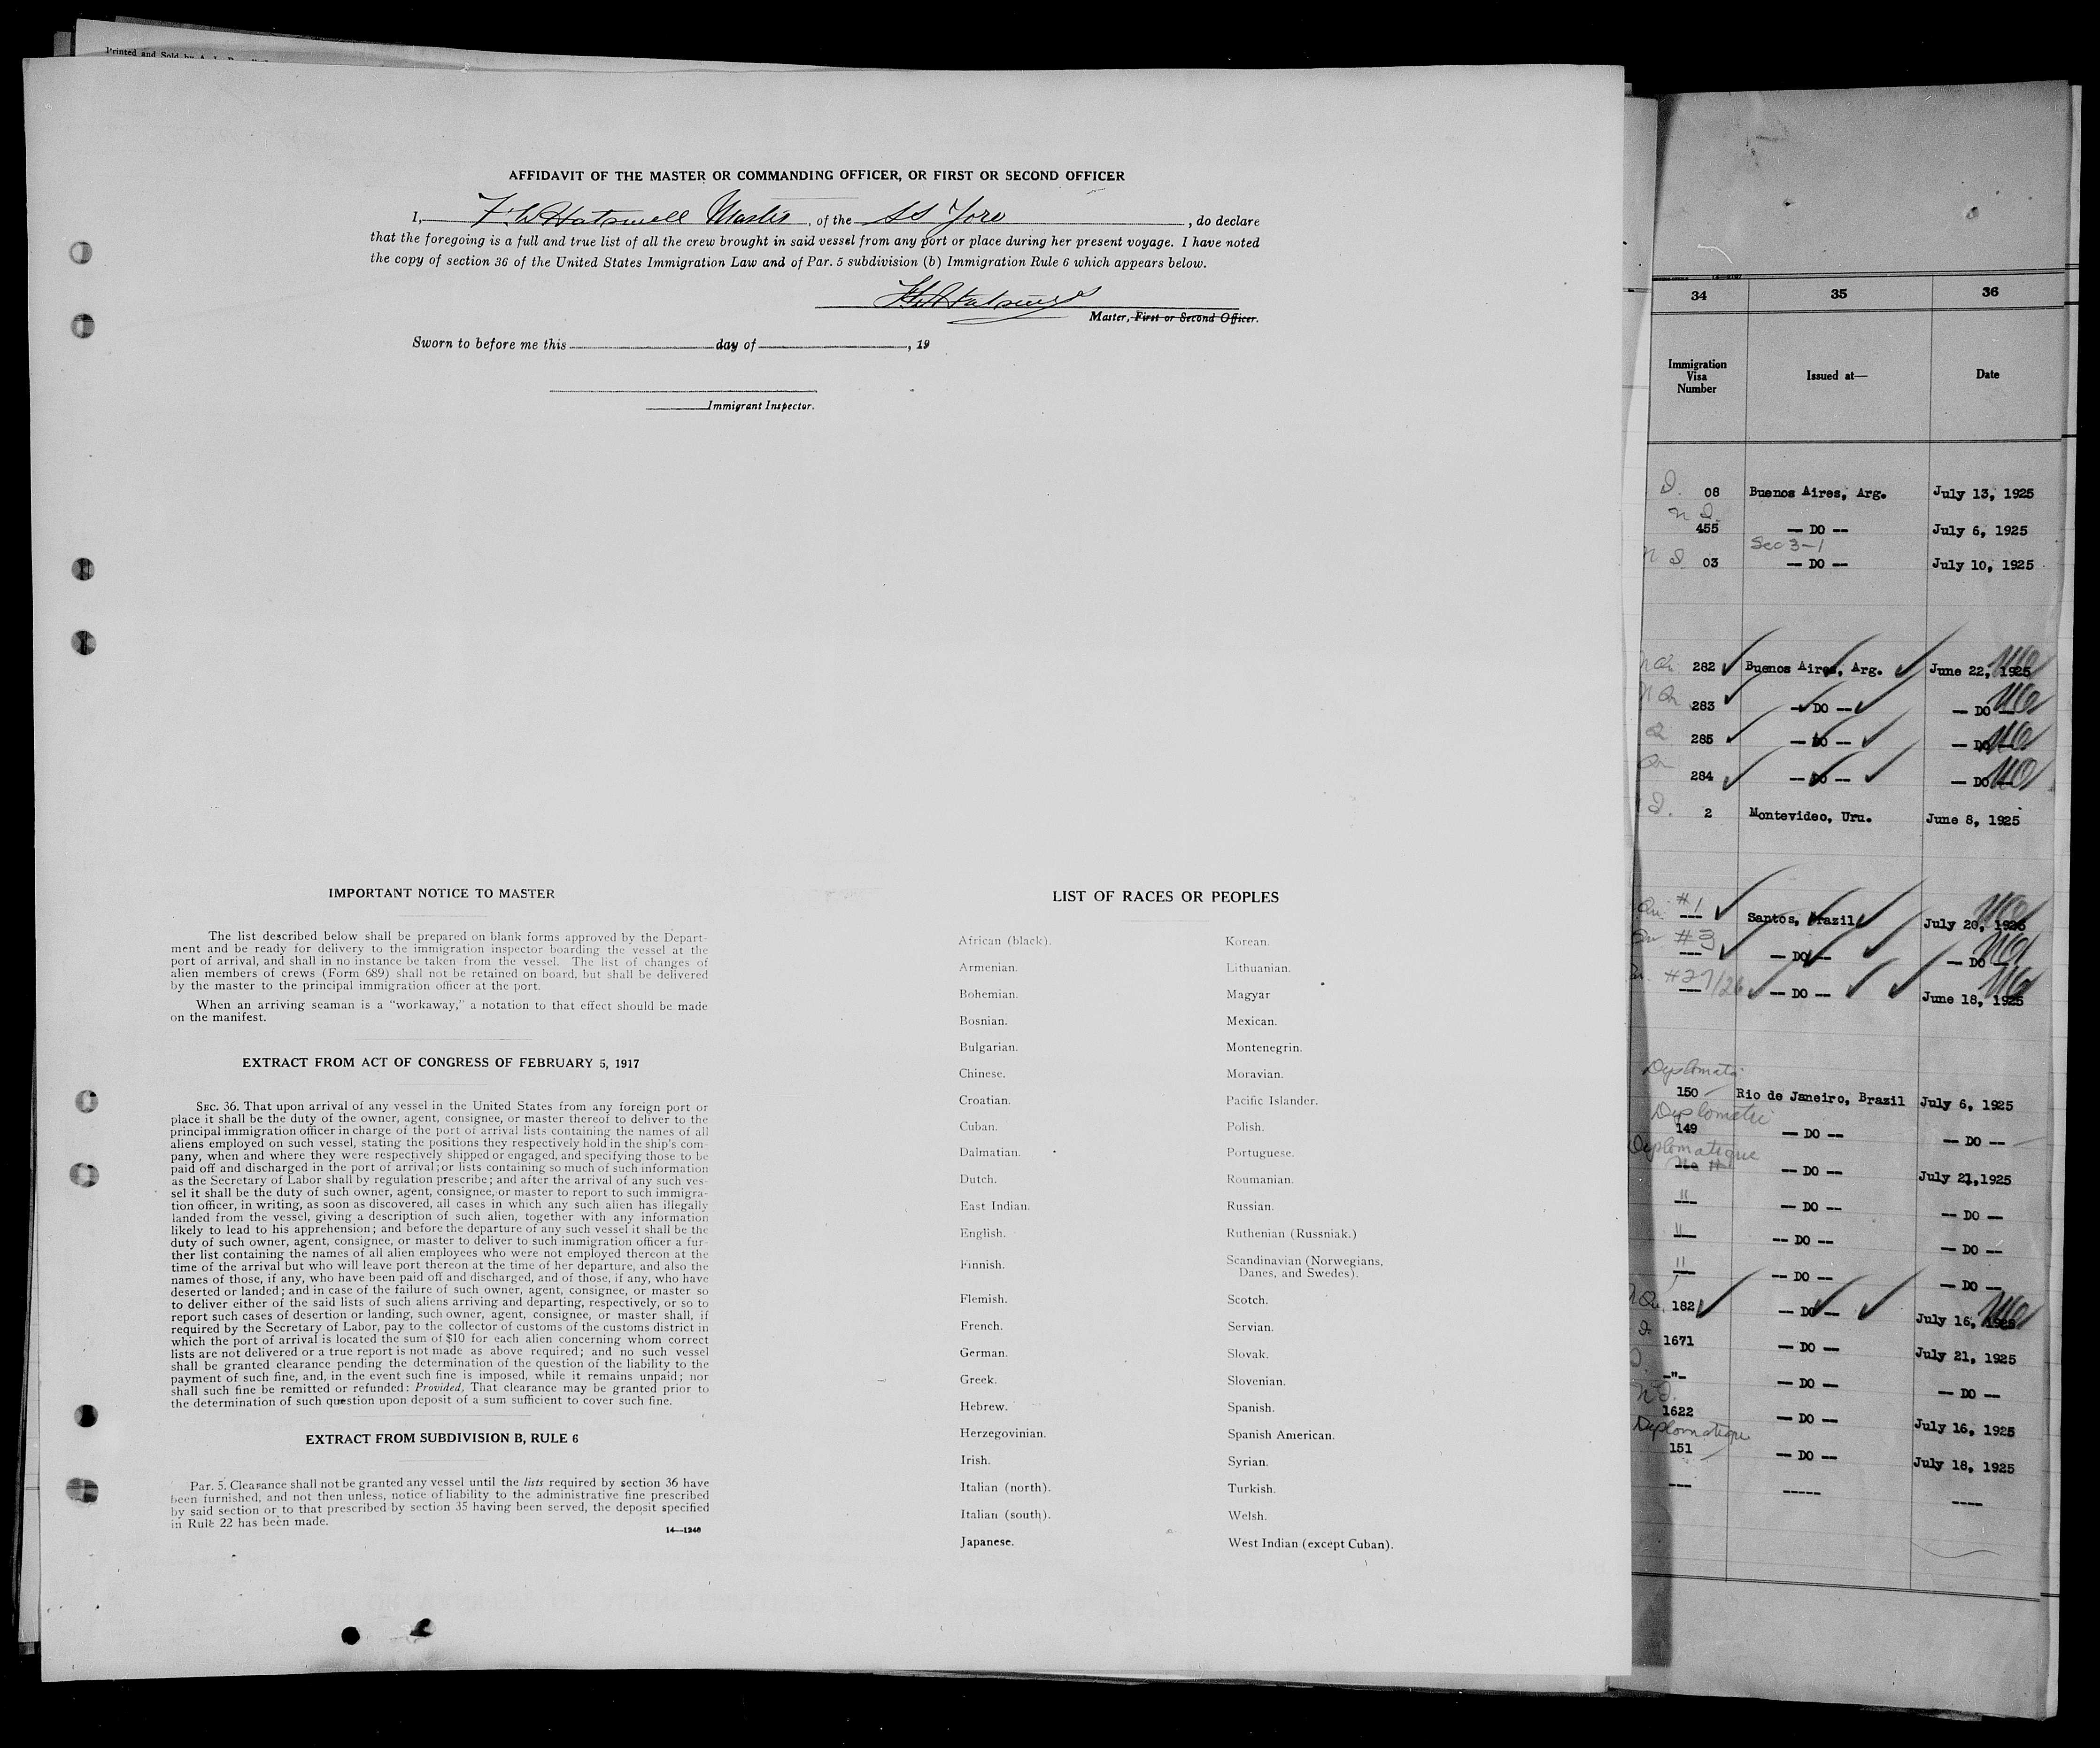 Printed and Sold by
AFFIDAVIT OF THE MASTER OR COMMANDING OFFICER, OR FIRST OR SECOND OFFICER
I, Master, of the SS Yoro, do declare
that the foregoing is a full and true list of all the crew brought in said vessel from any port or place during her present voyage. I have noted
the copy of section 36 of the United States Immigration Law and of Par. 5 subdivision (b) Immigration Rule 6 which appears below.
Master, First or Second Officer.
Sworn to before me this day of , 19
Immigrant Inspector.
IMPORTANT NOTICE TO MASTER
The list described below shall be prepared on blank forms approved by the Depart-
ment and be ready for delivery to the immigration inspector boarding the vessel at the
port of arrival, and shall in no instance be taken from the vessel. The list of changes of
alien members of crews (Form 689) shall not be retained on board, but shall be delivered
by the master to the principal immigration officer at the port.
When an arriving seaman is a "workaway," a notation to that effect should be made
on the manifest.
EXTRACT FROM ACT OF CONGRESS OF FEBRUARY 5, 1917
SEC. 36. That upon arrival of any vessel in the United States from any foreign port or
place it shall be the duty of the owner, agent, consignee, or master thereof to deliver to the
principal immigration officer in charge of the port of arrival lists containing the names of all
aliens employed on such vessel, stating the positions they respectively hold in the ship's com-
pany, when and where they were respectively shipped or engaged, and specifying those to be
paid off and discharged in the port of arrival; or lists containing so much of such information
as the Secretary of Labor shall by regulation prescribe; and after the arrival of any such ves-
sel it shall be the duty of such owner, agent, consignee, or master to report to such immigra-
tion officer, in writing, as soon as discovered, all cases in which any such alien has illegally
landed from the vessel, giving a description of such alien, together with any information
likely to lead to his apprehension; and before the departure of any such vessel it shall be the
duty of such owner, agent, consignee, or master to deliver to such immigration officer a fur-
ther list containing the names of all alien employees who were not employed thereon at the
time of the arrival but who will leave port thereon at the time of her departure, and also the
names of those, if any, who have been paid off and discharged, and of those, if any, who have
deserted or landed; and in case of the failure of such owner, agent, consignee, or master so
to deliver either of the said lists of such aliens arriving and departing, respectively, or so to
report such cases of desertion or landing, such owner, agent, consignee, or master shall, if
required by the Secretary of Labor, pay to the collector of customs of the customs district in
which the port of arrival is located the sum of $10 for each alien concerning whom correct
lists are not delivered or a true report is not made as above required; and no such vessel
shall be granted clearance pending the determination of the question of the liability to the
payment of such fine, and, in the event such fine is imposed, while it remains unpaid; nor
shall such fine be remitted or refunded: Provided, That clearance may be granted prior to
the determination of such question upon deposit of a sum sufficient to cover such fine.
EXTRACT FROM SUBDIVISION B, RULE 6
Par. 5. Clearance shall not be granted any vessel until the lists required by section 36 have
been furnished, and not then unless, notice of liability to the administrative fine prescribed
by said section or to that prescribed by section 35 having been served, the deposit specified
in Rule 22 has been made.
14—1246
LIST OF RACES OR PEOPLES
African (black).
Armenian.
Bohemian.
Bosnian.
Bulgarian.
Chinese.
Croatian.
Cuban.
Dalmatian.
Dutch.
East Indian.
English.
Finnish.
Flemish.
French.
German.
Greek.
Hebrew.
Herzegovinian.
Irish.
Italian (north).
Italian (south).
Japanese.
Korean.
Lithuanian.
Magyar
Mexican.
Montenegrin.
Moravian.
Pacific Islander.
Polish.
Portuguese.
Roumanian.
Russian.
Ruthenian (Russniak.)
Scandinavian (Norwegians,
Danes, and Swedes).
Scotch.
Servian.
Slovak.
Slovenian.
Spanish.
Spanish American.
Syrian.
Turkish.
Welsh.
West Indian (except Cuban).
34 35 36
Immigration
Visa
Number
Issued at—
Date
08 Buenos Aires, Arg. July 13, 1925
455 — DO — July 6, 1925
Sec 3-1
03 — DO — July 10, 1925
282 Buenos Aires, Arg. June 22, 1925
283 — DO — — DO —
285 — DO — — DO —
284 — DO — — DO —
2 Montevideo, Uru. June 8, 1925
#1 Santos, Brazil July 20, 1925
#3 — DO — — DO —
#27/26 — DO — June 18, 1925
Diplomatic
150 Rio de Janeiro, Brazil July 6, 1925
Diplomatic
149 — DO — — DO —
Diplomatique
— DO — July 21,1925
" — DO — — DO —
" — DO — — DO —
" — DO — — DO —
182 — DO — July 16, 1925
1671 — DO — July 21, 1925
-"- — DO — — DO —
1622 — DO — July 16, 1925
Diplomatique
151 — DO — July 18, 1925
--- ----- ----